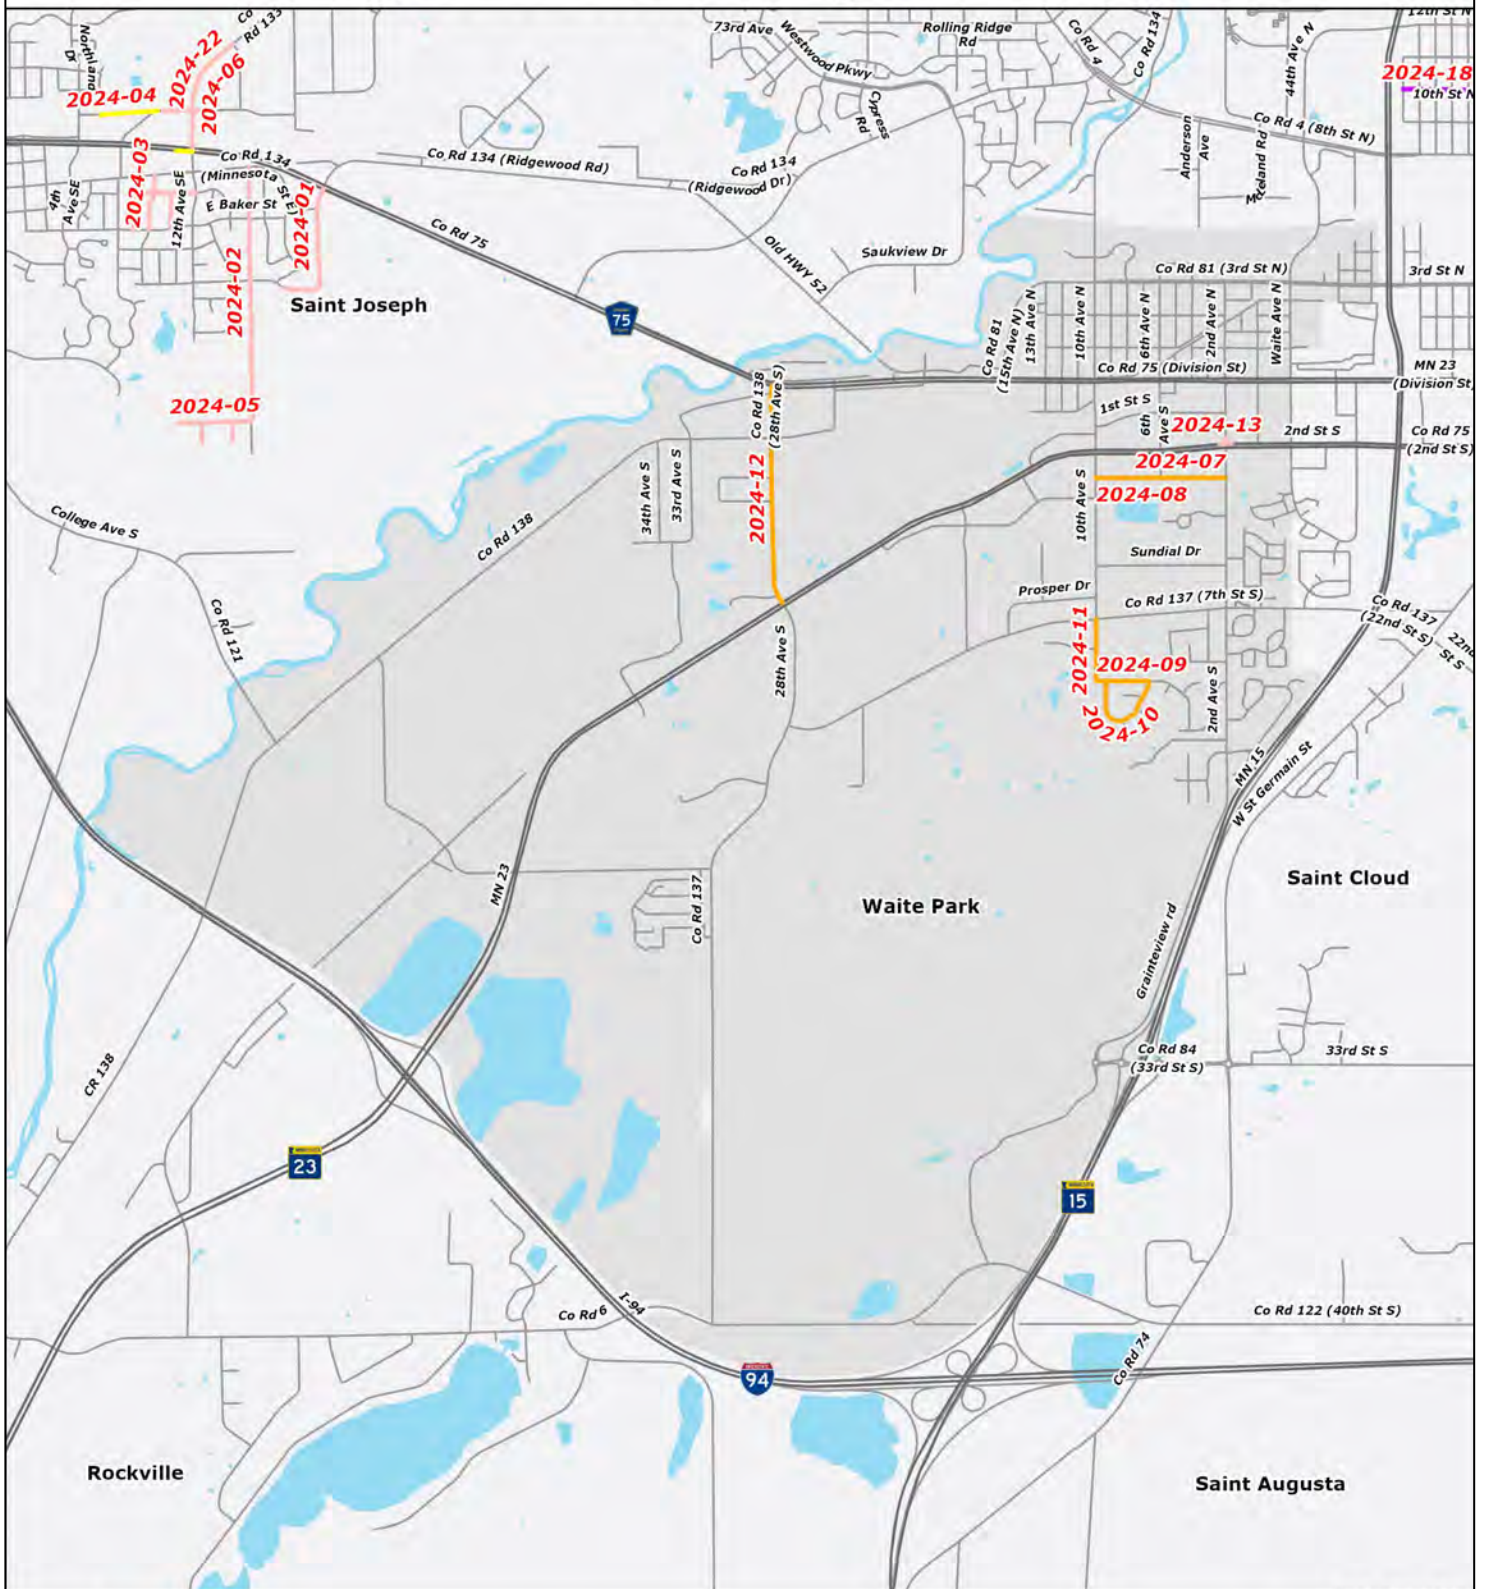 12th St N
Co
Rd 133
Northland
Dr
2024-22
2024-06
2024-04
2024-03
73rd Ave
Westwood Pkwy
Rolling Ridge
Rd
Co Rd 4
Co Rd 134
44th Ave N
2024-18
10th St N
Cypress
Rd
Anderson
Ave
Co Rd 4 (8th St N)
Co Rd 134
(Minnesota St E)
Co Rd 134 (Ridgewood Rd)
Co Rd 134
(Ridgewood Dr)
4th
Ave SE
12th Ave SE
E Baker St
2024-01
2024-02
Co Rd 75
Old HWY 52
Saukview Dr
Co Rd 81 (3rd St N)
3rd St N
Saint Joseph
75
Co Rd 81
(15th Ave N)
13th Ave N
10th Ave N
6th Ave N
2nd Ave N
Waite Ave N
Co Rd 75 (Division St)
MN 23
(Division St
2024-05
Co Rd 138
(28th Ave S)
1st St S
6th
Ave S
2024-13
2nd St S
Co Rd 75
(2nd St S)
2024-07
2024-08
2024-12
34th Ave S
33rd Ave S
10th Ave S
College Ave S
Co Rd 138
Sundial Dr
Prosper Dr
Co Rd 137 (7th St S)
Co Rd 137
(22nd St S)
22nd
St S
Co Rd 121
28th Ave S
2024-11
2024-09
2024-10
2nd Ave S
MN 15
W St Germain St
MN 23
Co Rd 137
Waite Park
Saint Cloud
Grainteview rd
Co Rd 84
(33rd St S)
33rd St S
CR 138
23
15
Co Rd 6
I-94
Co Rd 122 (40th St S)
Co Rd 74
94
Rockville
Saint Augusta